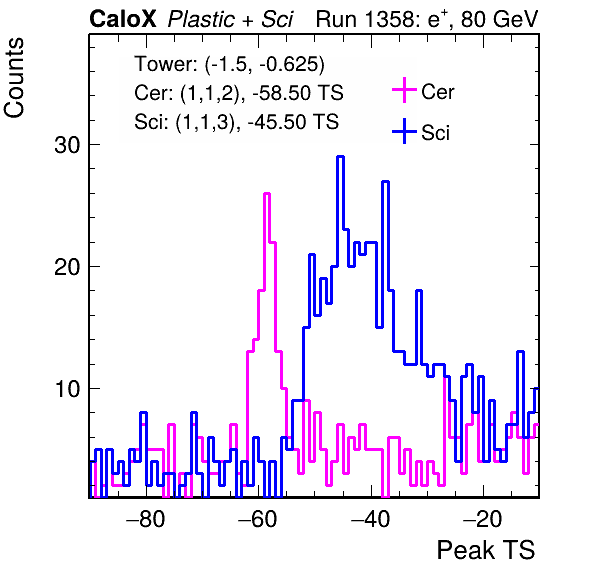 CaloX Plastic + Sci Run 1358: e⁺, 80 GeV
Counts
Tower: (-1.5, -0.625)
Cer: (1,1,2), -58.50 TS
Sci: (1,1,3), -45.50 TS
Cer
Sci
30
20
10
−80 −60 −40 −20
Peak TS